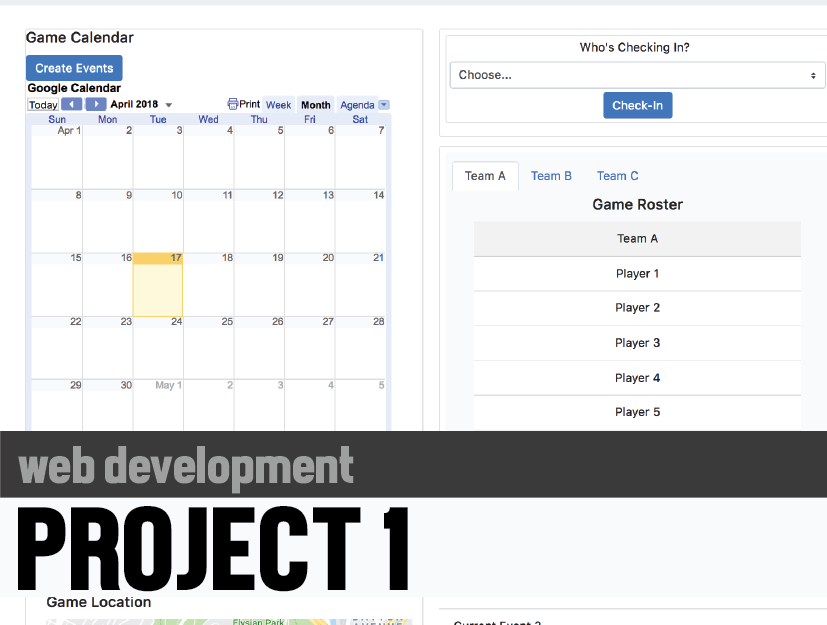 Game Calendar
Create Events
Google Calendar
Today April 2018 Print Week Month Agenda
Sun Mon Tue Wed Thu Fri Sat
Apr 1 2 3 4 5 6 7
8 9 10 11 12 13 14
15 16 17 18 19 20 21
22 23 24 25 26 27 28
29 30 May 1 2 3 4 5
Who's Checking In?
Choose...
Check-In
Team A Team B Team C
Game Roster
Team A
Player 1
Player 2
Player 3
Player 4
Player 5
web development
PROJECT 1
Game Location
Elysian Park
Current Event 2